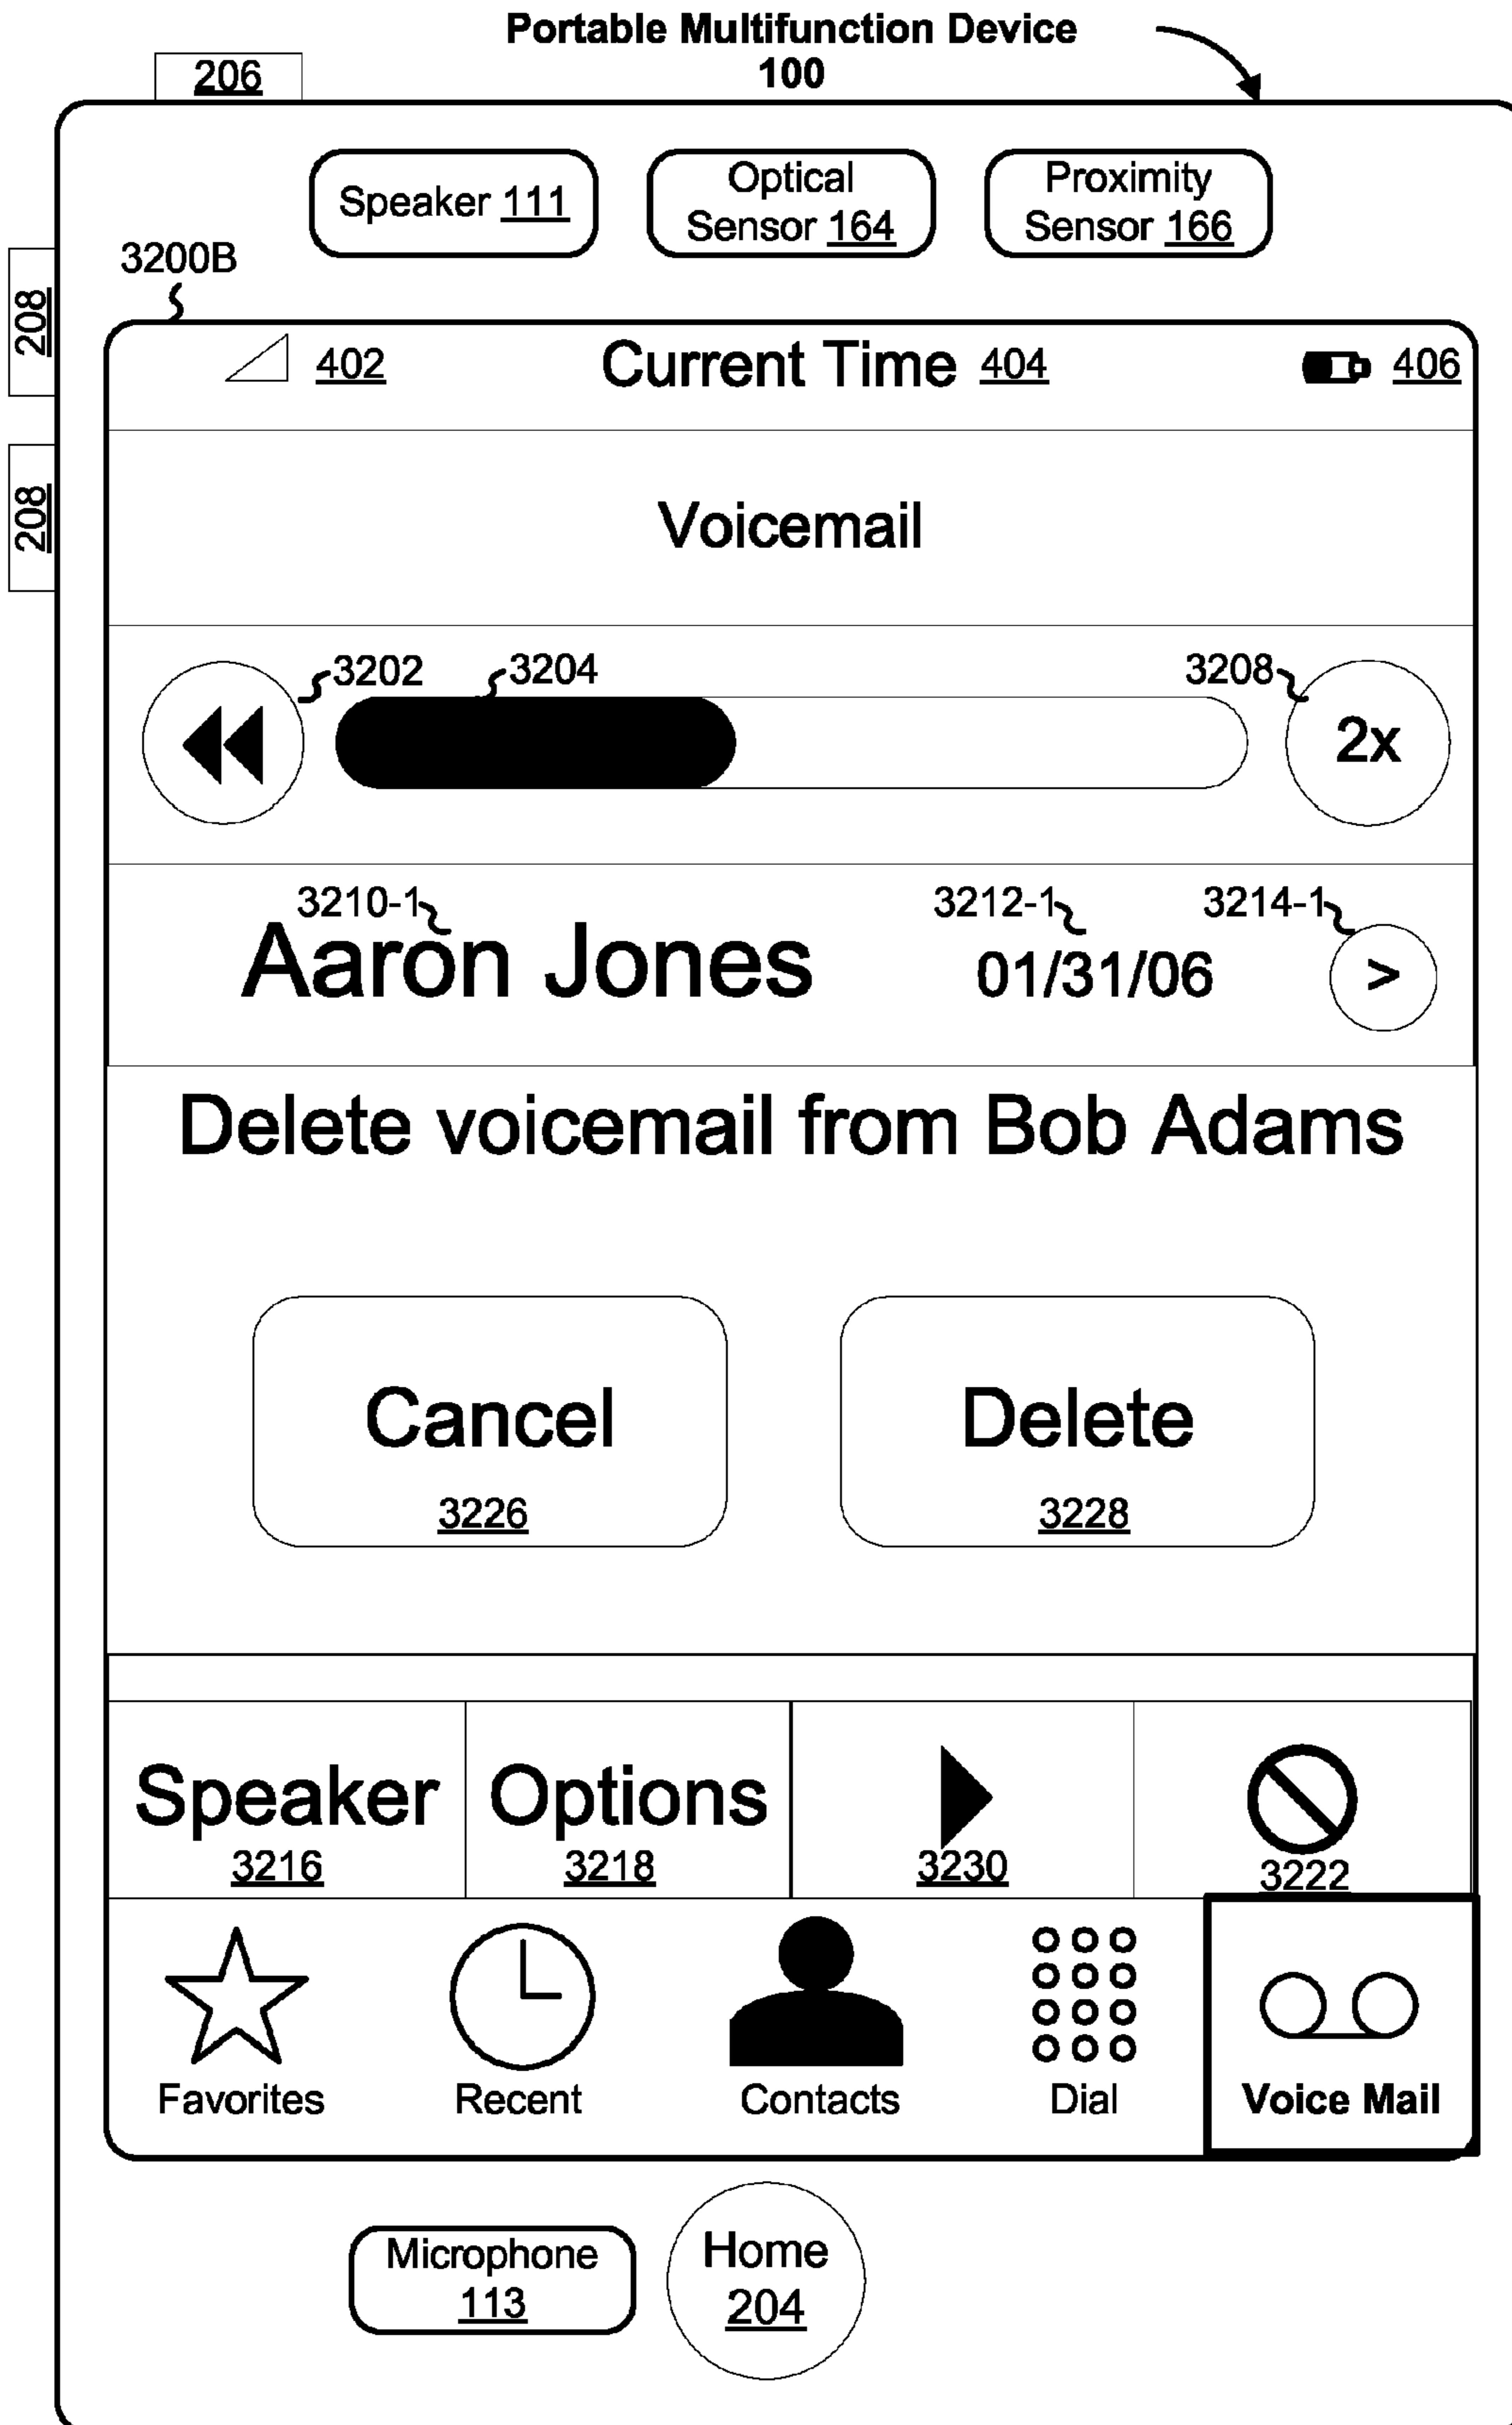 Portable Multifunction Device
100
206
Speaker 111
Optical
Sensor 164
Proximity
Sensor 166
3200B
208
208
402
Current Time 404
406
Voicemail
3202
3204
3208
2x
3210-1
3212-1
3214-1
Aaron Jones
01/31/06
>
Delete voicemail from Bob Adams
Cancel
3226
Delete
3228
Speaker
3216
Options
3218
3230
3222
Favorites
Recent
Contacts
Dial
Voice Mail
Microphone
113
Home
204